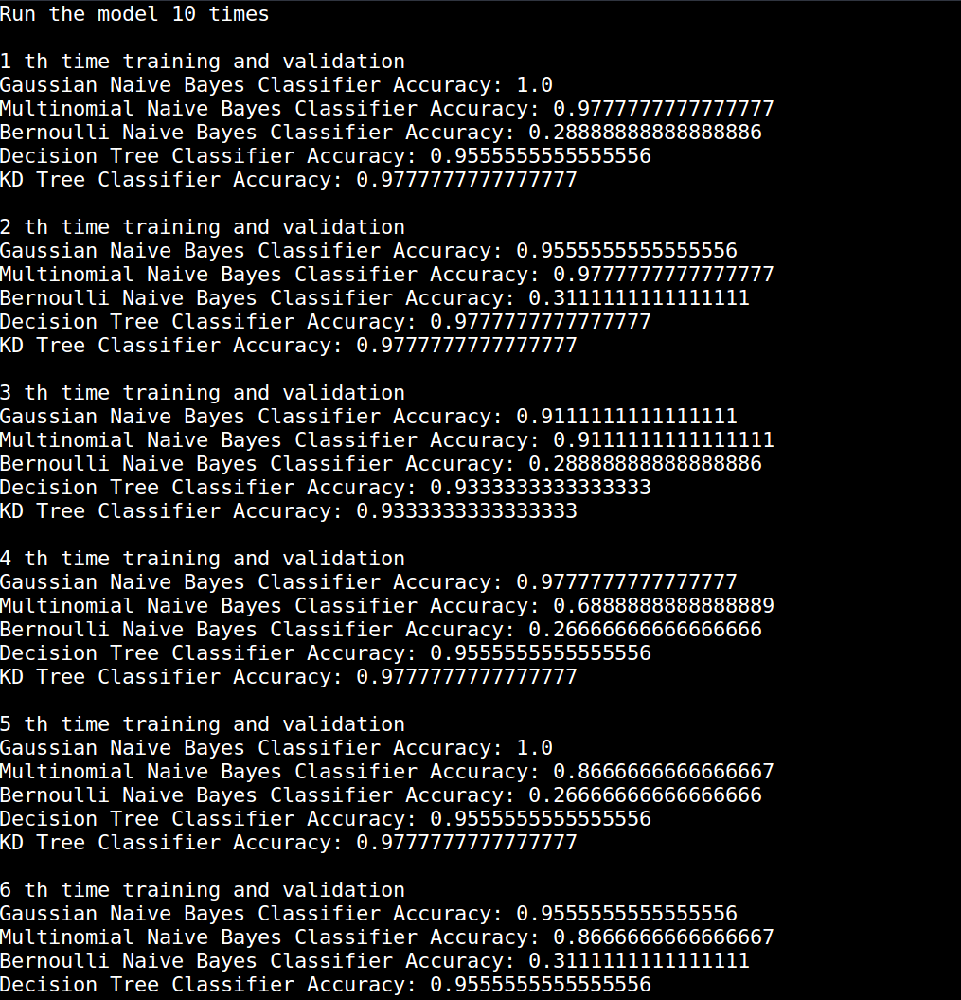 Run the model 10 times
1 th time training and validation
Gaussian Naive Bayes Classifier Accuracy: 1.0
Multinomial Naive Bayes Classifier Accuracy: 0.9777777777777777
Bernoulli Naive Bayes Classifier Accuracy: 0.28888888888888886
Decision Tree Classifier Accuracy: 0.9555555555555556
KD Tree Classifier Accuracy: 0.9777777777777777
2 th time training and validation
Gaussian Naive Bayes Classifier Accuracy: 0.9555555555555556
Multinomial Naive Bayes Classifier Accuracy: 0.9777777777777777
Bernoulli Naive Bayes Classifier Accuracy: 0.3111111111111111
Decision Tree Classifier Accuracy: 0.9777777777777777
KD Tree Classifier Accuracy: 0.9777777777777777
3 th time training and validation
Gaussian Naive Bayes Classifier Accuracy: 0.9111111111111111
Multinomial Naive Bayes Classifier Accuracy: 0.9111111111111111
Bernoulli Naive Bayes Classifier Accuracy: 0.28888888888888886
Decision Tree Classifier Accuracy: 0.9333333333333333
KD Tree Classifier Accuracy: 0.9333333333333333
4 th time training and validation
Gaussian Naive Bayes Classifier Accuracy: 0.9777777777777777
Multinomial Naive Bayes Classifier Accuracy: 0.6888888888888889
Bernoulli Naive Bayes Classifier Accuracy: 0.26666666666666666
Decision Tree Classifier Accuracy: 0.9555555555555556
KD Tree Classifier Accuracy: 0.9777777777777777
5 th time training and validation
Gaussian Naive Bayes Classifier Accuracy: 1.0
Multinomial Naive Bayes Classifier Accuracy: 0.8666666666666667
Bernoulli Naive Bayes Classifier Accuracy: 0.26666666666666666
Decision Tree Classifier Accuracy: 0.9555555555555556
KD Tree Classifier Accuracy: 0.9777777777777777
6 th time training and validation
Gaussian Naive Bayes Classifier Accuracy: 0.9555555555555556
Multinomial Naive Bayes Classifier Accuracy: 0.8666666666666667
Bernoulli Naive Bayes Classifier Accuracy: 0.3111111111111111
Decision Tree Classifier Accuracy: 0.9555555555555556